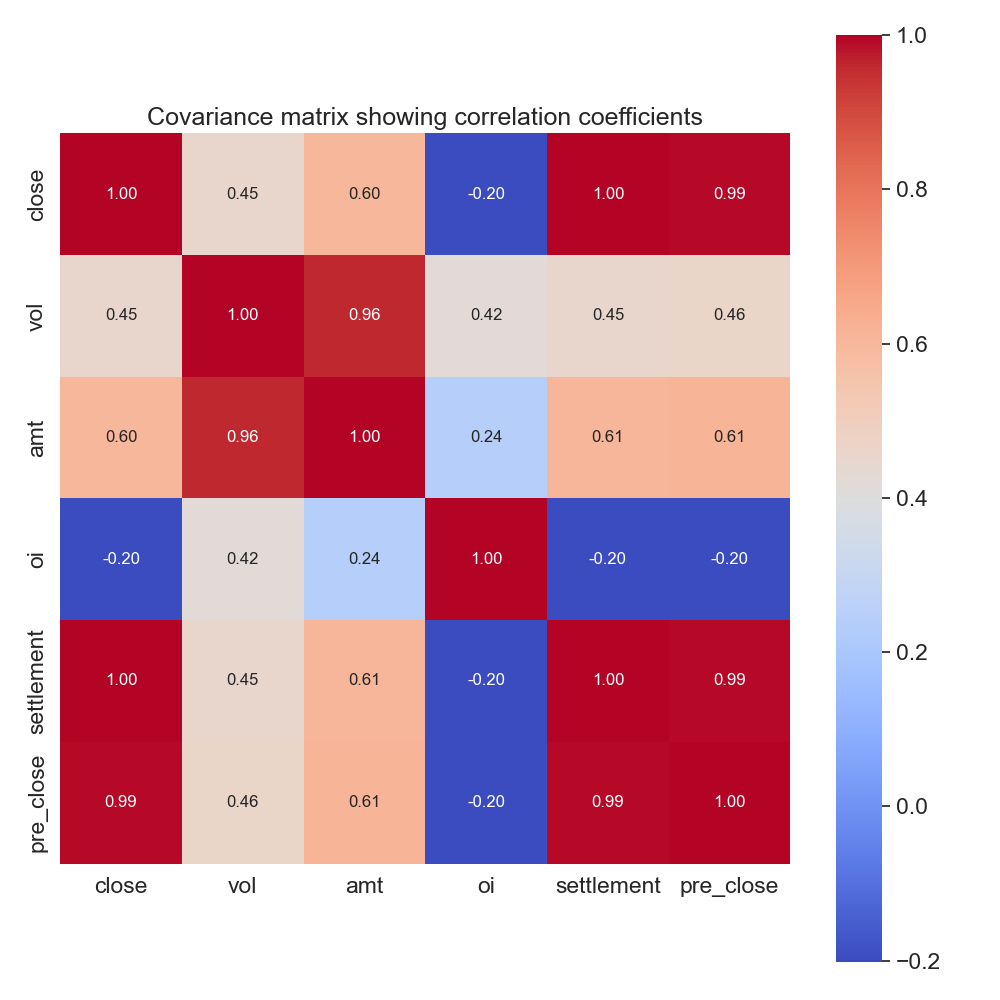 Covariance matrix showing correlation coefficients
close 1.00 0.45 0.60 -0.20 1.00 0.99
vol 0.45 1.00 0.96 0.42 0.45 0.46
amt 0.60 0.96 1.00 0.24 0.61 0.61
oi -0.20 0.42 0.24 1.00 -0.20 -0.20
settlement 1.00 0.45 0.61 -0.20 1.00 0.99
pre_close 0.99 0.46 0.61 -0.20 0.99 1.00
close vol amt oi settlement pre_close
1.0
0.8
0.6
0.4
0.2
0.0
−0.2